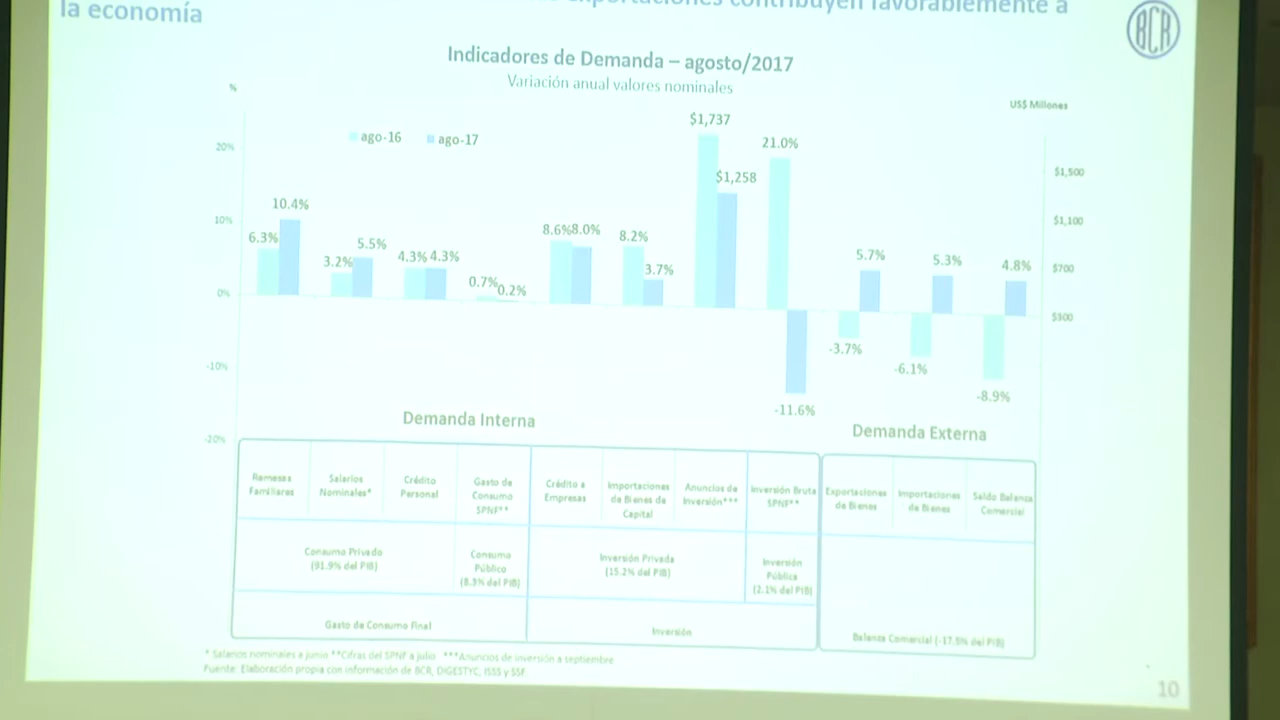 exportaciones contribuyen favorablemente a
la economía
BCR
Indicadores de Demanda – agosto/2017
Variación anual valores nominales
%
US$ Millones
ago-16 ago-17
20%
10%
0%
-10%
-20%
$1,500
$1,100
$700
$300
6.3% 10.4%
3.2% 5.5%
4.3% 4.3%
0.7% 0.2%
8.6% 8.0%
8.2% 3.7%
$1,737 $1,258
21.0% -11.6%
-3.7% 5.7%
-6.1% 5.3%
-8.9% 4.8%
Demanda Interna
Demanda Externa
Remesas
Familiares
Salarios
Nominales*
Crédito
Personal
Gasto de
Consumo
SPNF**
Crédito a
Empresas
Importaciones
de Bienes de
Capital
Anuncios de
Inversión***
Inversión Bruta
SPNF**
Exportaciones
de Bienes
Importaciones
de Bienes
Saldo Balanza
Comercial
Consumo Privado
(91.9% del PIB)
Consumo
Público
(8.3% del PIB)
Inversión Privada
(15.2% del PIB)
Inversión
Pública
(2.1% del PIB)
Gasto de Consumo Final
Inversión
Balanza Comercial (-17.5% del PIB)
* Salarios nominales a junio **Cifras del SPNF a julio ***Anuncios de inversión a septiembre
Fuente: Elaboración propia con información de BCR, DIGESTYC, ISSS y SSF.
10